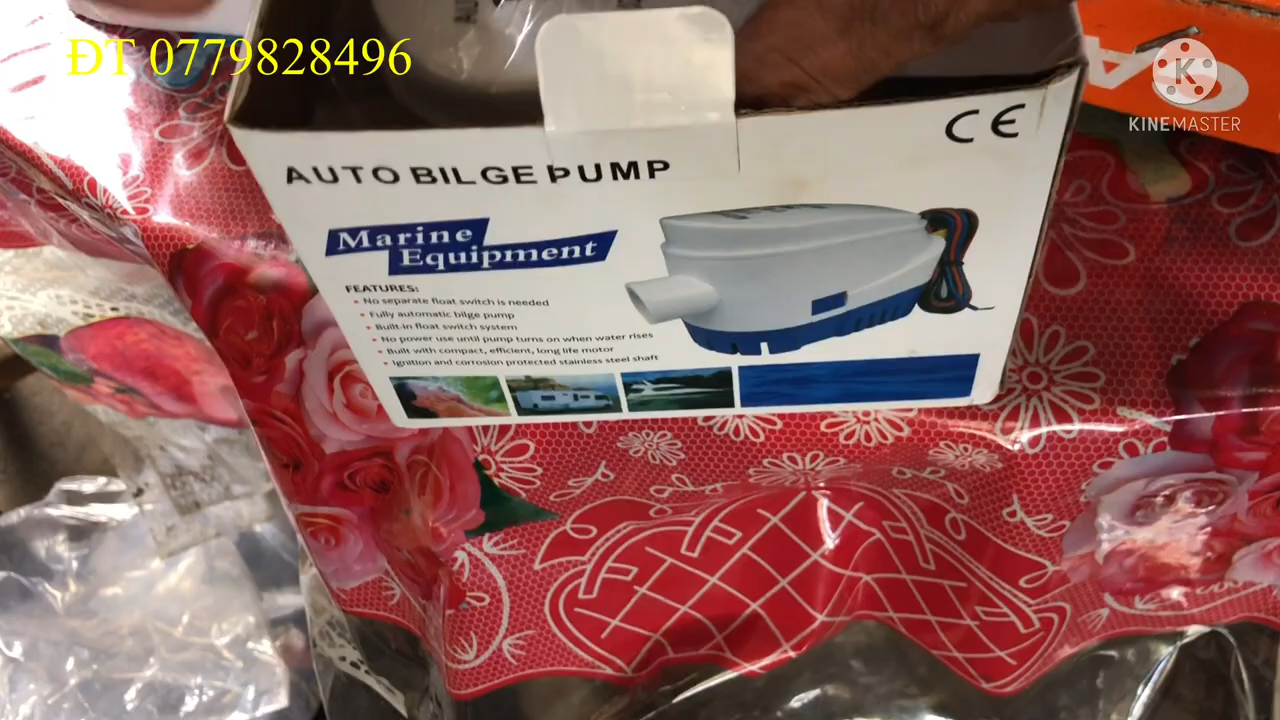 ĐT 0779828496
K
KINEMASTER
CE
AUTO BILGE PUMP
Marine
Equipment
FEATURES:
• No separate float switch is needed
• Fully automatic bilge pump
• Built-in float switch system
• No power use until pump turns on when water rises
• Built with compact, efficient, long life motor
• Ignition and corrosion protected stainless steel shaft